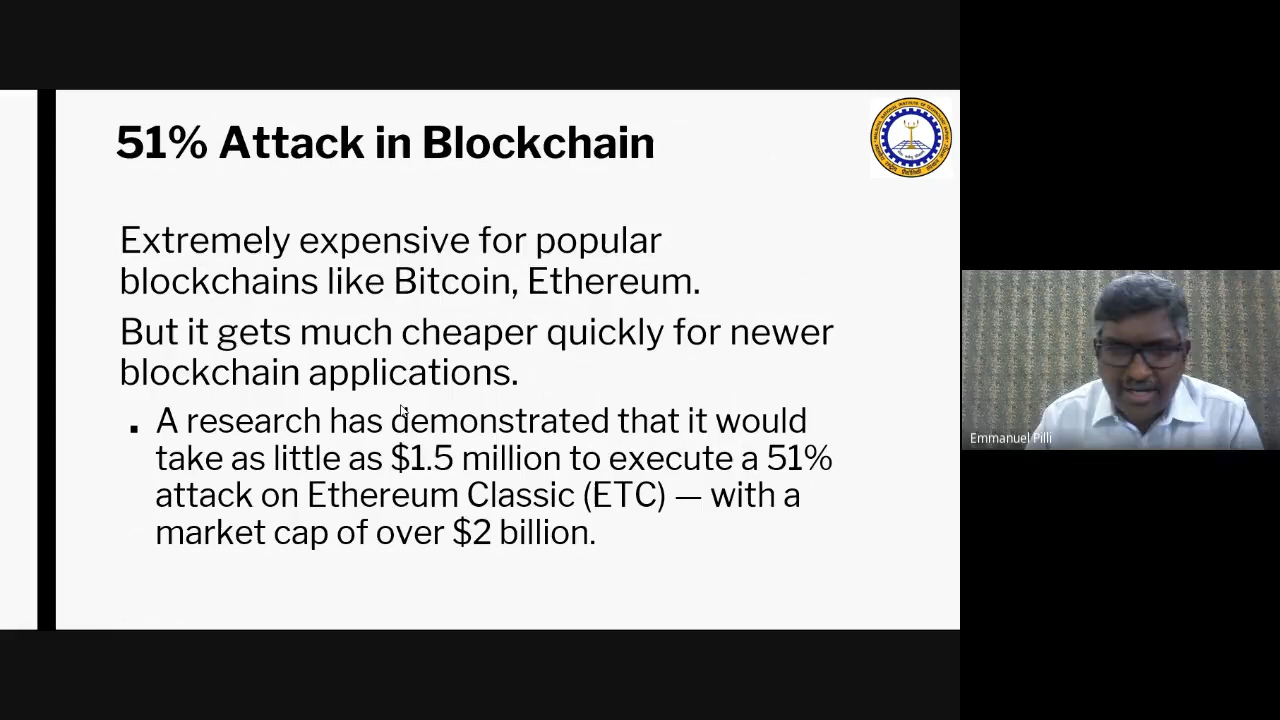 51% Attack in Blockchain
Extremely expensive for popular
blockchains like Bitcoin, Ethereum.
But it gets much cheaper quickly for newer
blockchain applications.
▪ A research has demonstrated that it would
take as little as $1.5 million to execute a 51%
attack on Ethereum Classic (ETC) — with a
market cap of over $2 billion.
Emmanuel Pilli